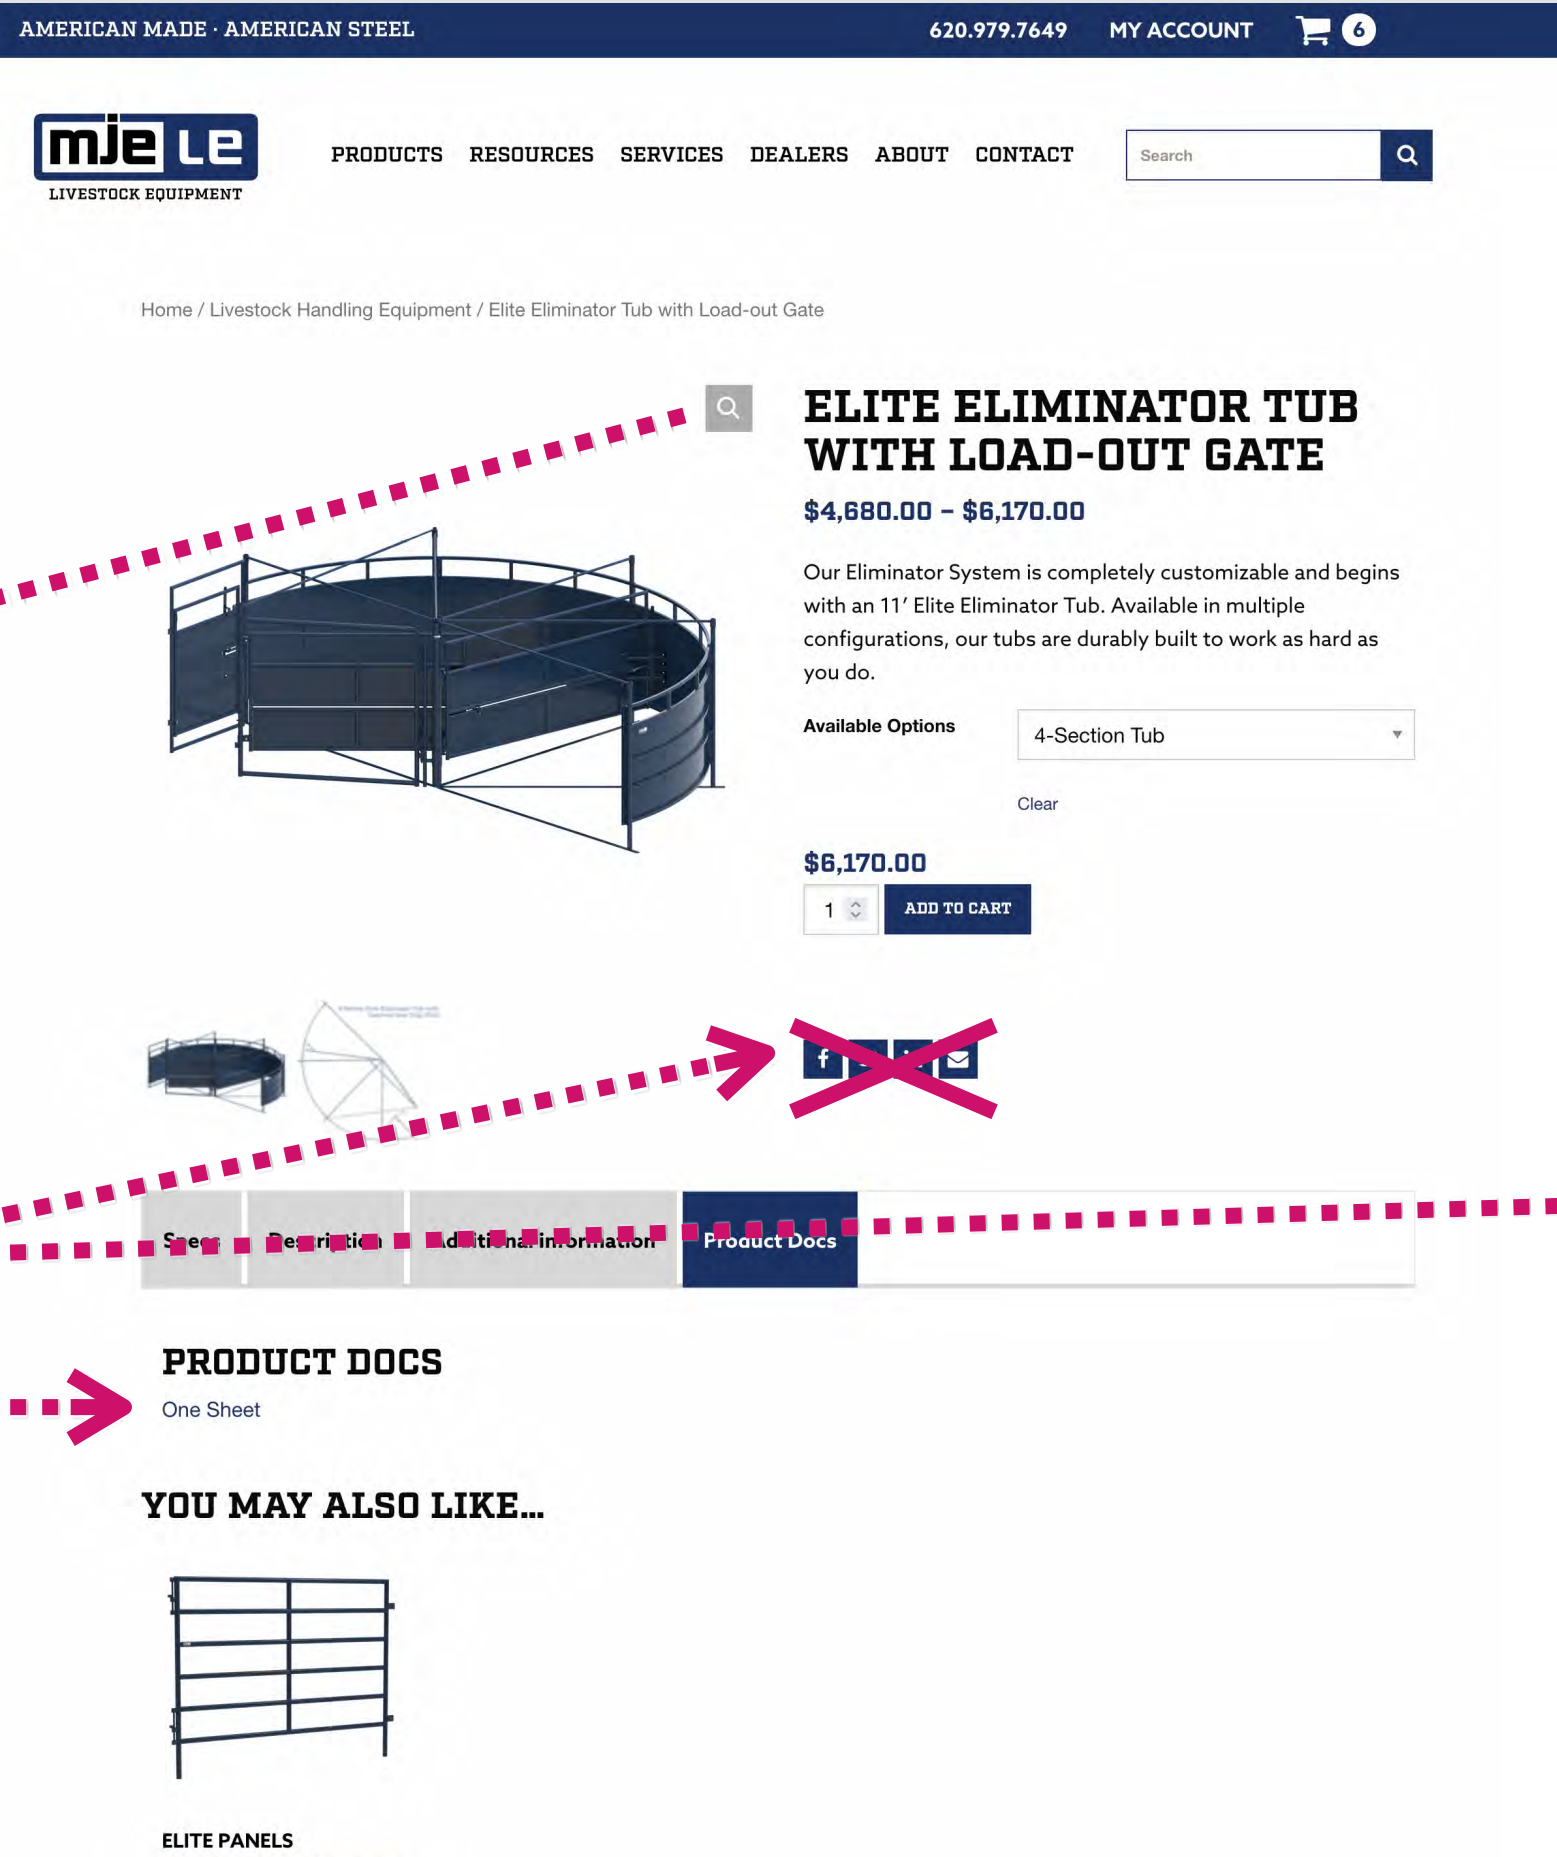 AMERICAN MADE · AMERICAN STEEL
620.979.7649 MY ACCOUNT 6
mje LE
LIVESTOCK EQUIPMENT
PRODUCTS RESOURCES SERVICES DEALERS ABOUT CONTACT
Search
Home / Livestock Handling Equipment / Elite Eliminator Tub with Load-out Gate
ELITE ELIMINATOR TUB
WITH LOAD-OUT GATE
$4,680.00 – $6,170.00
Our Eliminator System is completely customizable and begins
with an 11′ Elite Eliminator Tub. Available in multiple
configurations, our tubs are durably built to work as hard as
you do.
Available Options
4-Section Tub
Clear
$6,170.00
1
ADD TO CART
Specs Description Additional information Product Docs
PRODUCT DOCS
One Sheet
YOU MAY ALSO LIKE…
ELITE PANELS